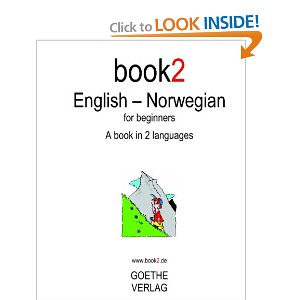 Click to LOOK INSIDE!
book2
English – Norwegian
for beginners
A book in 2 languages
www.book2.de
GOETHE
VERLAG